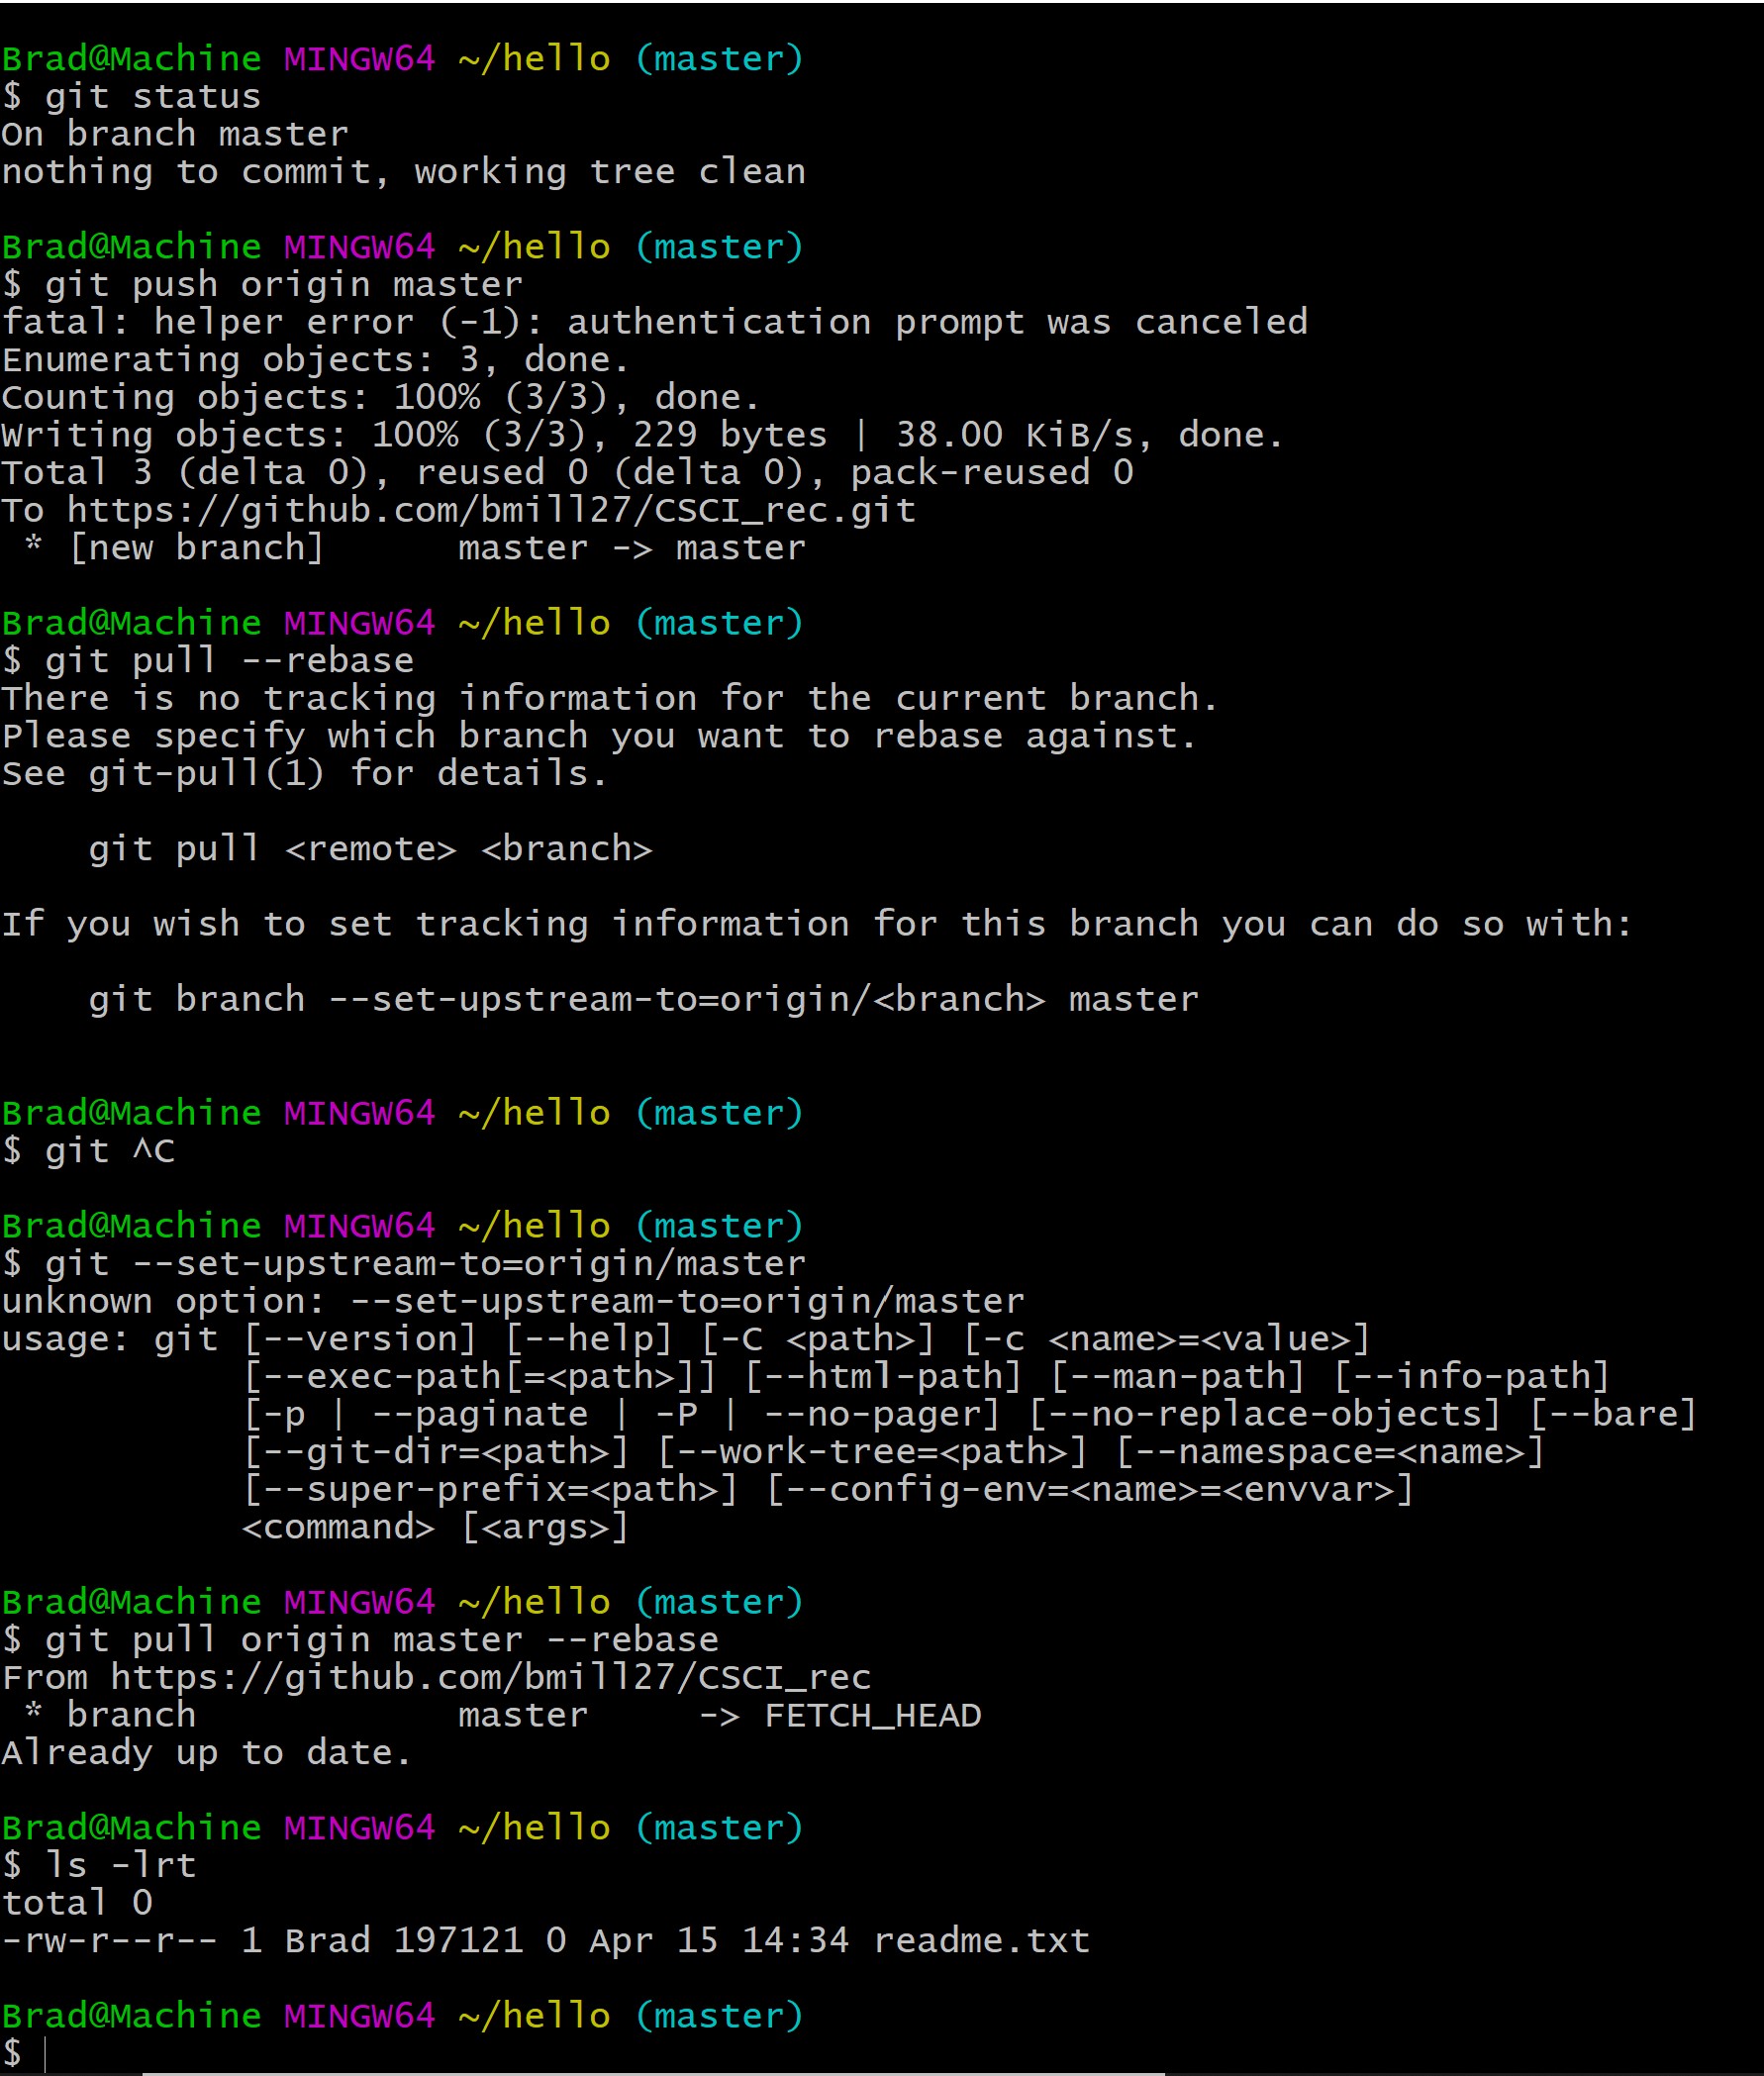 Brad@Machine MINGW64 ~/hello (master)
$ git status
On branch master
nothing to commit, working tree clean

Brad@Machine MINGW64 ~/hello (master)
$ git push origin master
fatal: helper error (-1): authentication prompt was canceled
Enumerating objects: 3, done.
Counting objects: 100% (3/3), done.
Writing objects: 100% (3/3), 229 bytes | 38.00 KiB/s, done.
Total 3 (delta 0), reused 0 (delta 0), pack-reused 0
To https://github.com/bmill27/CSCI_rec.git
 * [new branch]      master -> master

Brad@Machine MINGW64 ~/hello (master)
$ git pull --rebase
There is no tracking information for the current branch.
Please specify which branch you want to rebase against.
See git-pull(1) for details.

    git pull <remote> <branch>

If you wish to set tracking information for this branch you can do so with:

    git branch --set-upstream-to=origin/<branch> master


Brad@Machine MINGW64 ~/hello (master)
$ git ^C

Brad@Machine MINGW64 ~/hello (master)
$ git --set-upstream-to=origin/master
unknown option: --set-upstream-to=origin/master
usage: git [--version] [--help] [-C <path>] [-c <name>=<value>]
           [--exec-path[=<path>]] [--html-path] [--man-path] [--info-path]
           [-p | --paginate | -P | --no-pager] [--no-replace-objects] [--bare]
           [--git-dir=<path>] [--work-tree=<path>] [--namespace=<name>]
           [--super-prefix=<path>] [--config-env=<name>=<envvar>]
           <command> [<args>]

Brad@Machine MINGW64 ~/hello (master)
$ git pull origin master --rebase
From https://github.com/bmill27/CSCI_rec
 * branch            master     -> FETCH_HEAD
Already up to date.

Brad@Machine MINGW64 ~/hello (master)
$ ls -lrt
total 0
-rw-r--r-- 1 Brad 197121 0 Apr 15 14:34 readme.txt

Brad@Machine MINGW64 ~/hello (master)
$